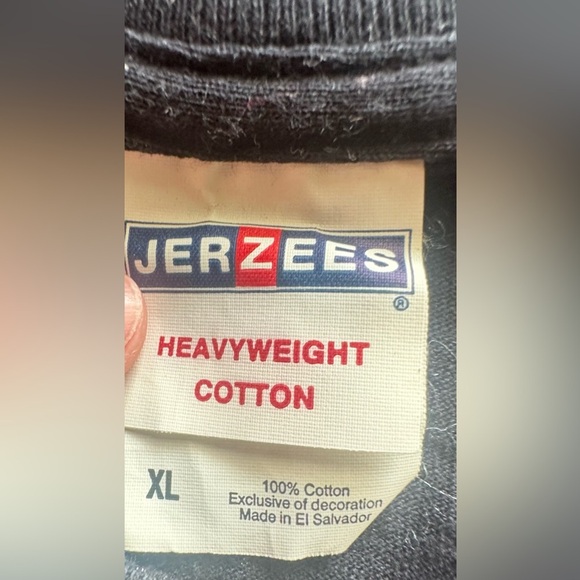 JERZEES
®
HEAVYWEIGHT
COTTON
XL
100% Cotton
Exclusive of decoration
Made in El Salvador